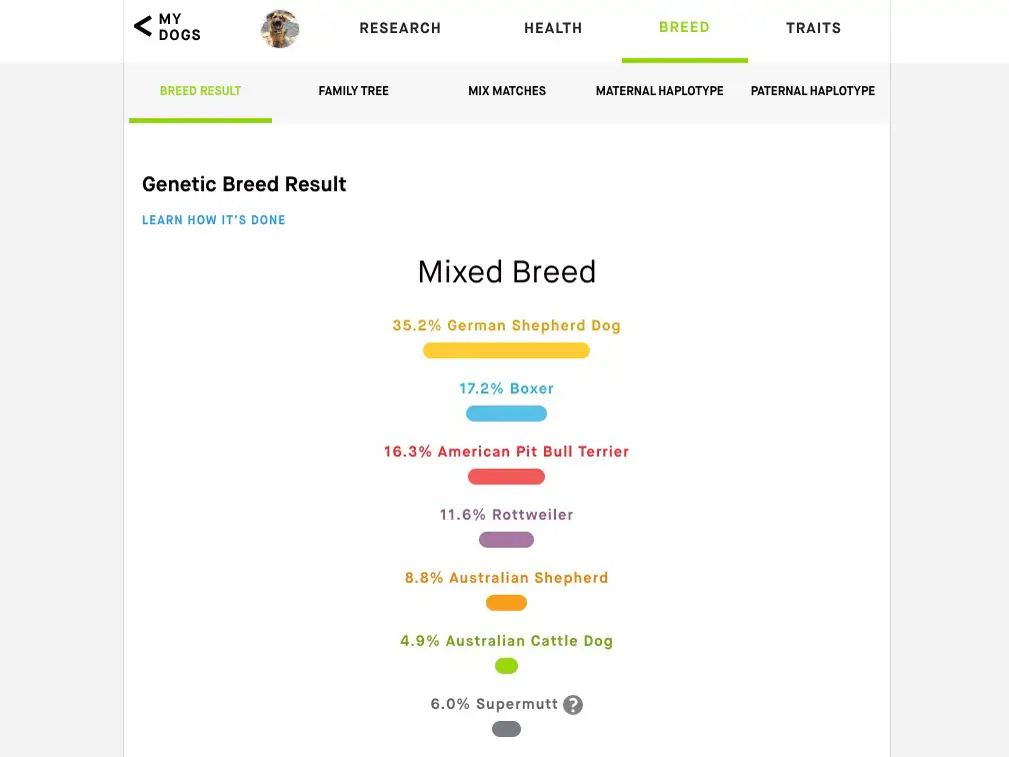 MY
DOGS
RESEARCH
HEALTH
BREED
TRAITS
BREED RESULT
FAMILY TREE
MIX MATCHES
MATERNAL HAPLOTYPE
PATERNAL HAPLOTYPE
Genetic Breed Result
LEARN HOW IT'S DONE
Mixed Breed
35.2% German Shepherd Dog
17.2% Boxer
16.3% American Pit Bull Terrier
11.6% Rottweiler
8.8% Australian Shepherd
4.9% Australian Cattle Dog
6.0% Supermutt ?